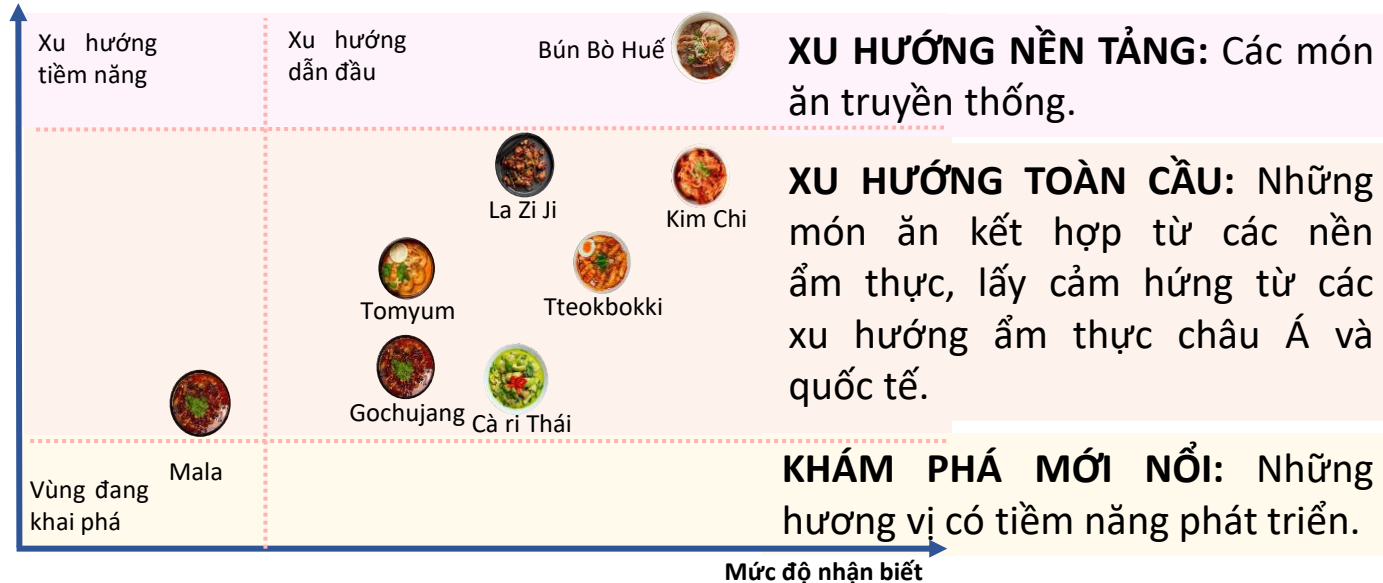 Xu hướng
tiềm năng
Xu hướng
dẫn đầu
Bún Bò Huế
XU HƯỚNG NỀN TẢNG: Các món
ăn truyền thống.
La Zi Ji
Kim Chi
Tomyum
Tteokbokki
Gochujang
Cà ri Thái
XU HƯỚNG TOÀN CẦU: Những
món ăn kết hợp từ các nền
ẩm thực, lấy cảm hứng từ các
xu hướng ẩm thực châu Á và
quốc tế.
Mala
Vùng đang
khai phá
KHÁM PHÁ MỚI NỔI: Những
hương vị có tiềm năng phát triển.
Mức độ nhận biết